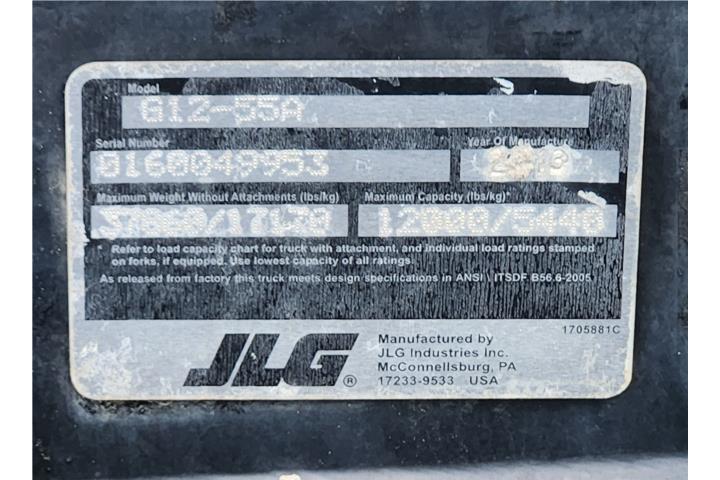 Model
G12-55A
Serial Number
0160049953
Year Of Manufacture
Maximum Weight Without Attachments (lbs/kg)
Maximum Capacity (lbs/kg)*
12000/5440
Refer to load capacity chart for truck with attachment, and individual load ratings stamped
on forks, if equipped. Use lowest capacity of all ratings.
As released from factory this truck meets design specifications in ANSI \ ITSDF B56.6-2005
1705881C
JLG®
Manufactured by
JLG Industries Inc.
McConnellsburg, PA
17233-9533 USA